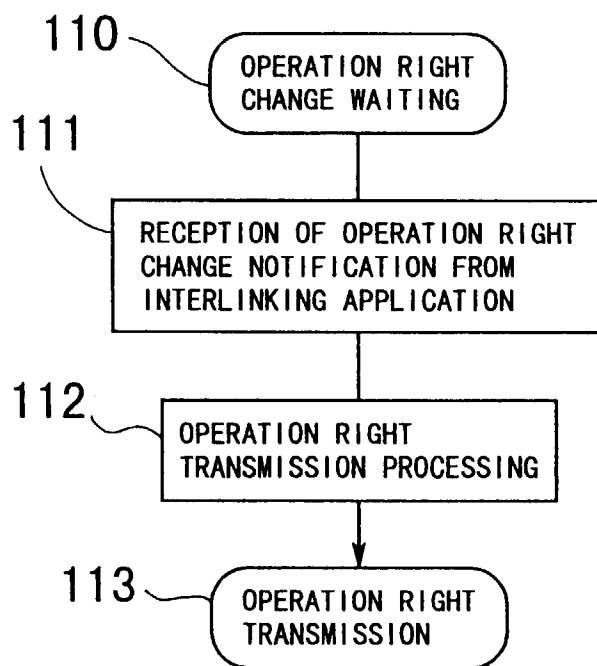 110
OPERATION RIGHT
CHANGE WAITING
111
RECEPTION OF OPERATION RIGHT
CHANGE NOTIFICATION FROM
INTERLINKING APPLICATION
112
OPERATION RIGHT
TRANSMISSION PROCESSING
113
OPERATION RIGHT
TRANSMISSION